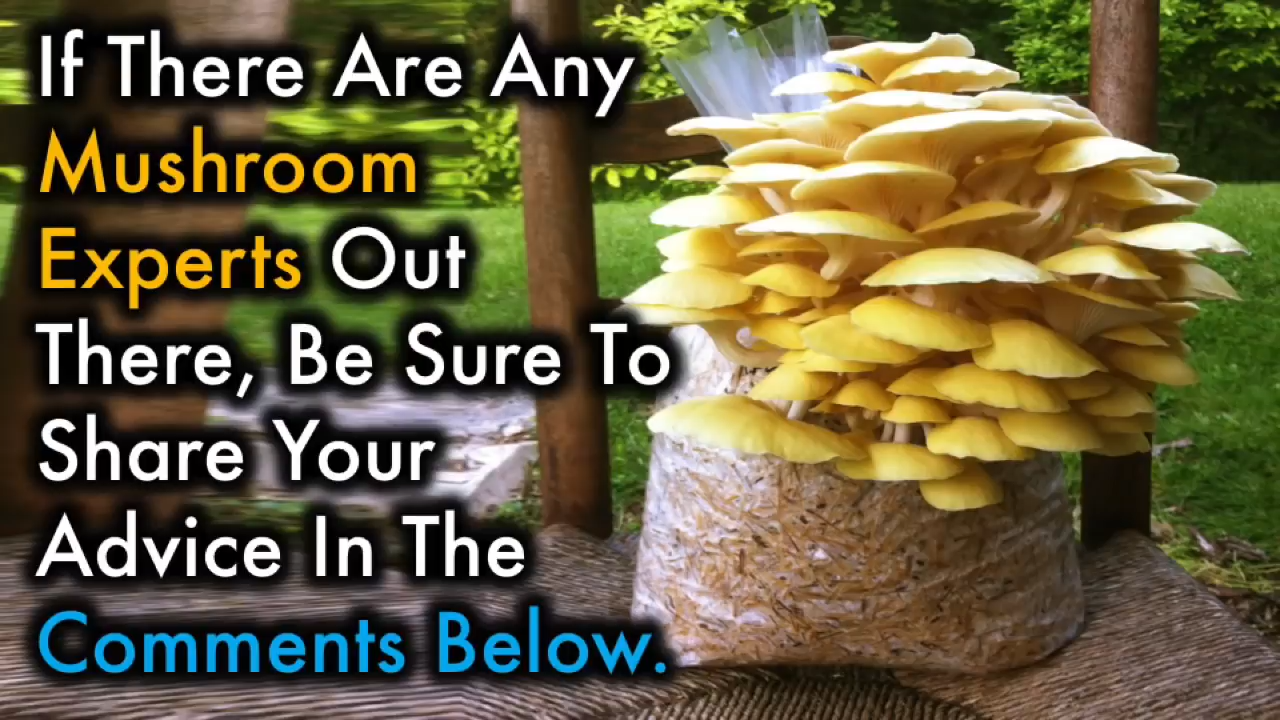 If There Are Any
Mushroom
Experts Out
There, Be Sure To
Share Your
Advice In The
Comments Below.